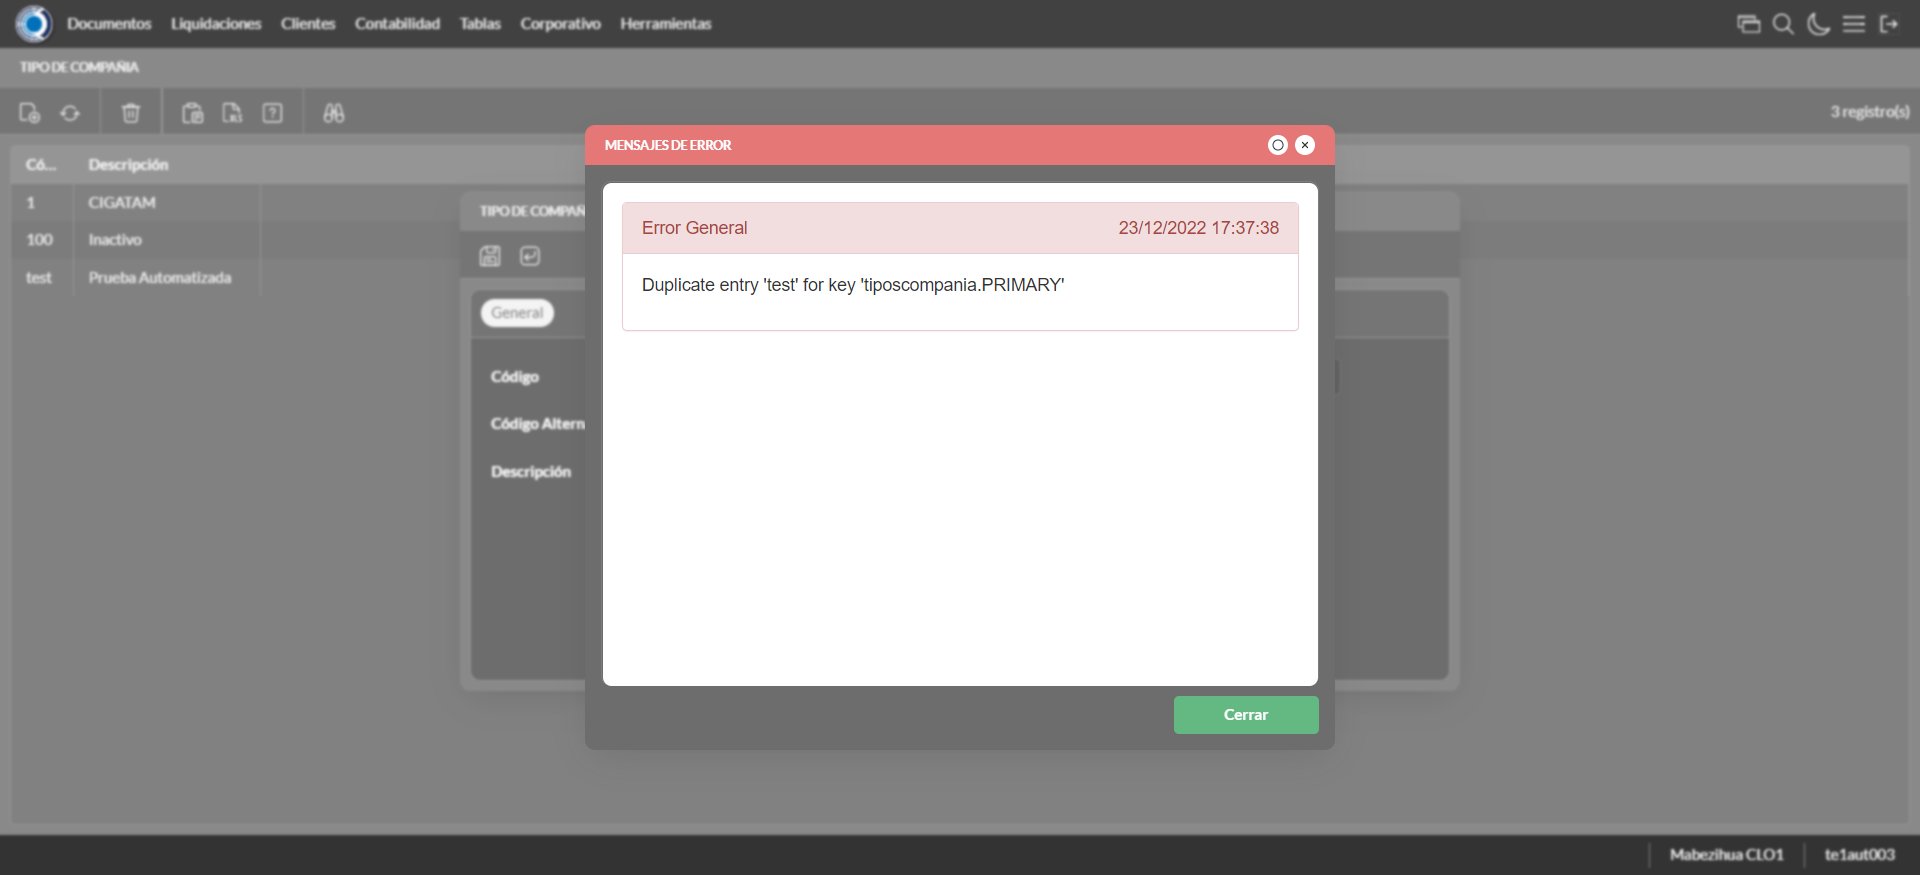 Documentos Liquidaciones Clientes Contabilidad Tablas Corporativo Herramientas
TIPO DE COMPAÑIA
3 registro(s)
Có... Descripción
1 CIGATAM
100 Inactivo
test Prueba Automatizada
TIPO DE COMPAÑ
General
Código
Código Altern
Descripción
MENSAJES DE ERROR
Error General 23/12/2022 17:37:38
Duplicate entry 'test' for key 'tiposcompania.PRIMARY'
Cerrar
Mabezihua CLO1 te1aut003